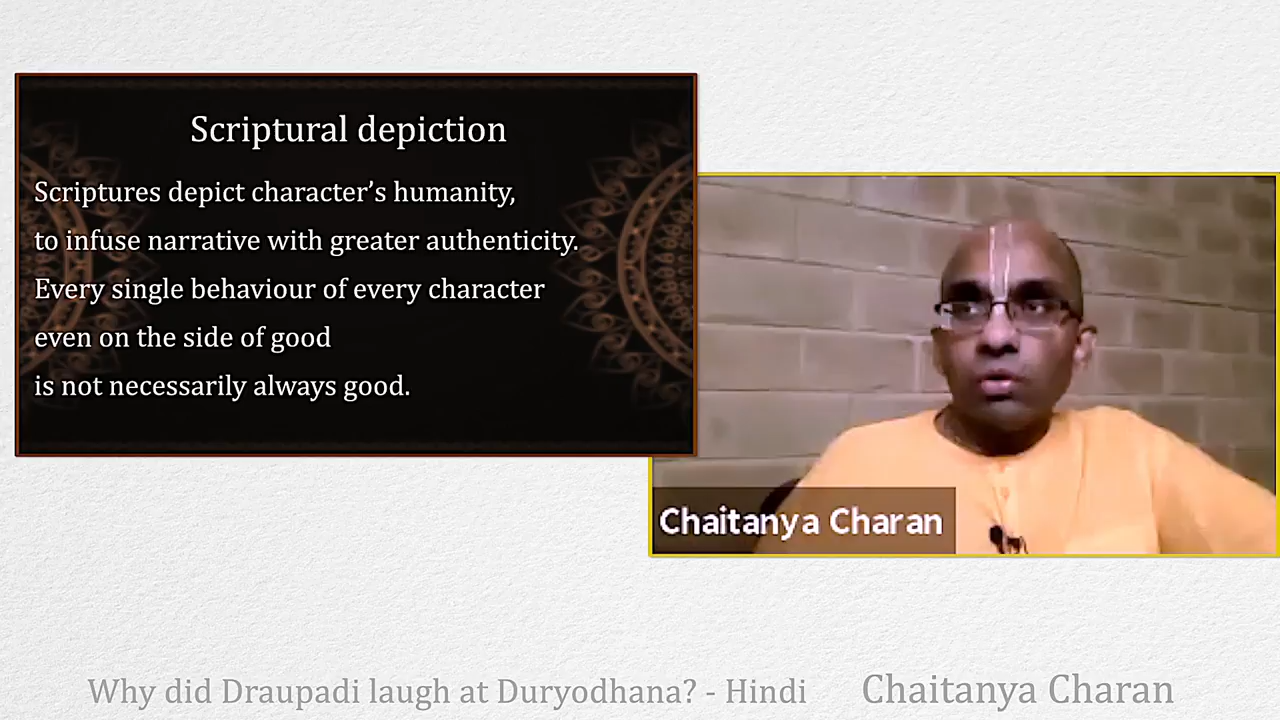 Scriptural depiction
Scriptures depict character’s humanity,
to infuse narrative with greater authenticity.
Every single behaviour of every character
even on the side of good
is not necessarily always good.
Chaitanya Charan
Why did Draupadi laugh at Duryodhana? - Hindi
Chaitanya Charan